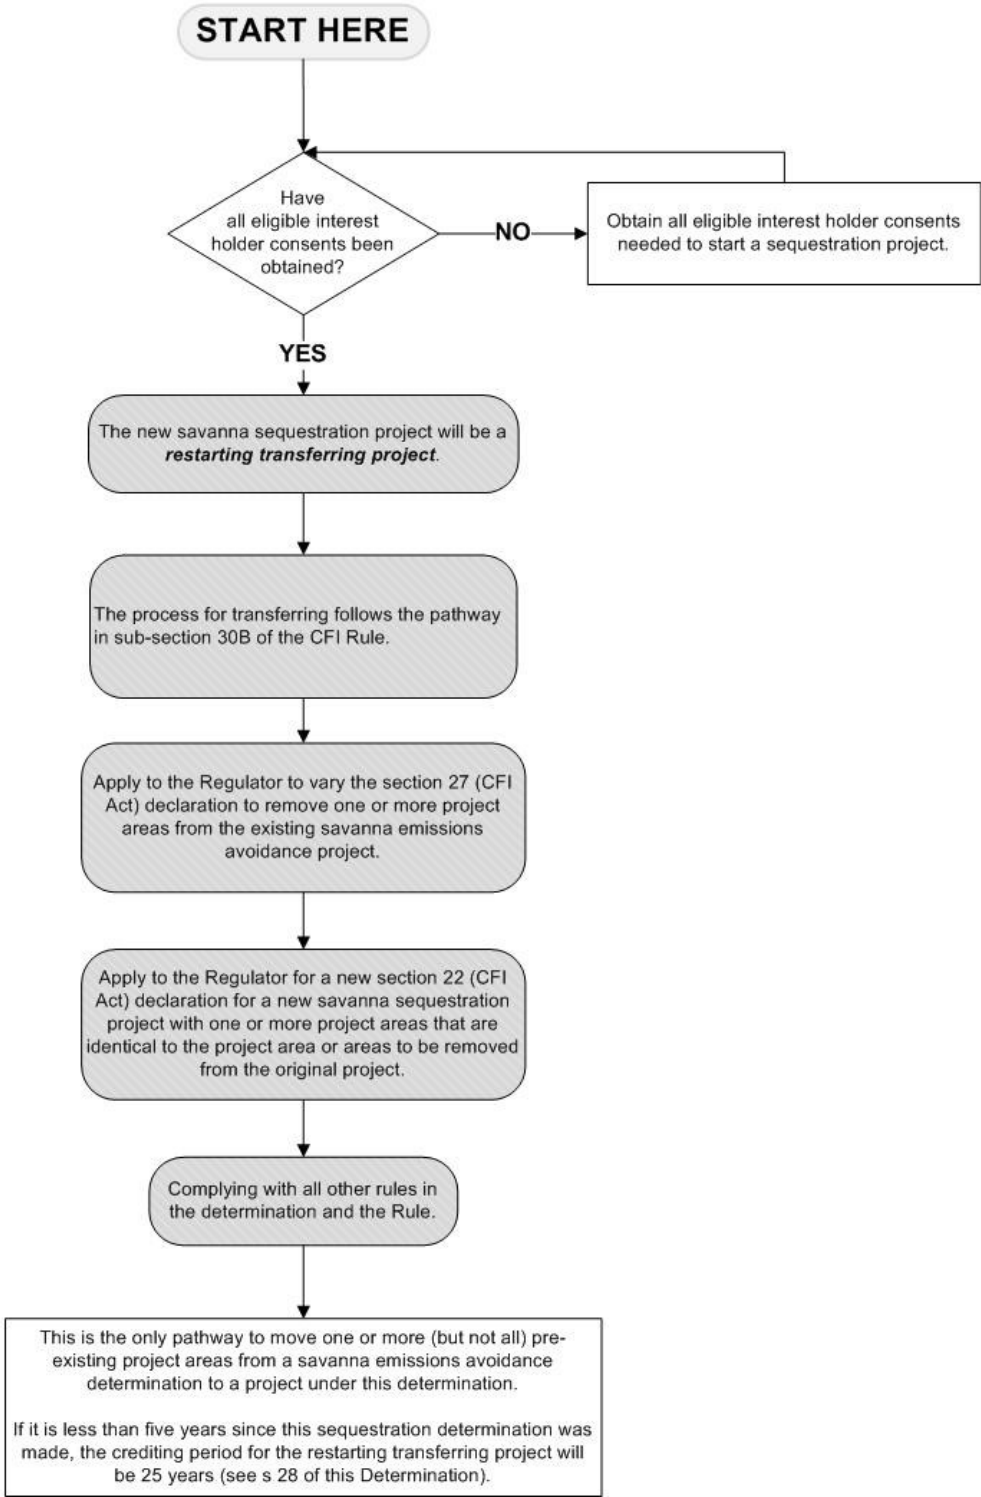 START HERE
Have
all eligible interest
holder consents been
obtained?
NO
Obtain all eligible interest holder consents
needed to start a sequestration project.
YES
The new savanna sequestration project will be a
restarting transferring project.
The process for transferring follows the pathway
in sub-section 30B of the CFI Rule.
Apply to the Regulator to vary the section 27 (CFI
Act) declaration to remove one or more project
areas from the existing savanna emissions
avoidance project.
Apply to the Regulator for a new section 22 (CFI
Act) declaration for a new savanna sequestration
project with one or more project areas that are
identical to the project area or areas to be removed
from the original project.
Complying with all other rules in
the determination and the Rule.
This is the only pathway to move one or more (but not all) pre-
existing project areas from a savanna emissions avoidance
determination to a project under this determination.
If it is less than five years since this sequestration determination was
made, the crediting period for the restarting transferring project will
be 25 years (see s 28 of this Determination).